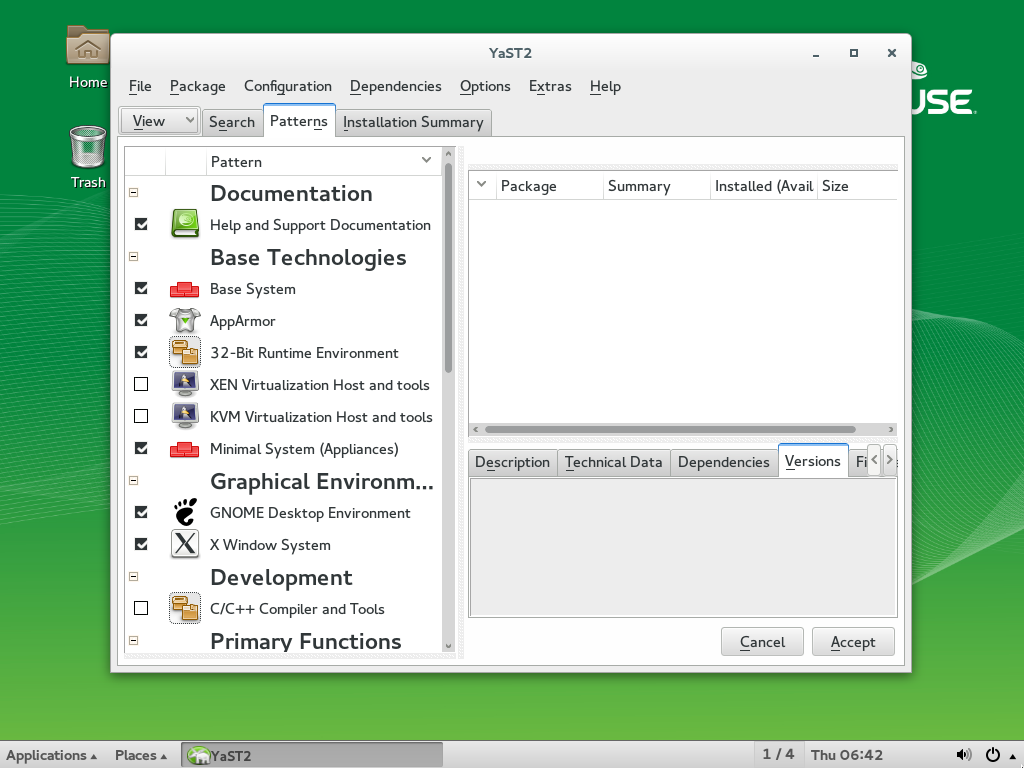 Home
Trash
USE
YaST2
File Package Configuration Dependencies Options Extras Help
View Search Patterns Installation Summary
Pattern
Documentation
Help and Support Documentation
Base Technologies
Base System
AppArmor
32-Bit Runtime Environment
XEN Virtualization Host and tools
KVM Virtualization Host and tools
Minimal System (Appliances)
Graphical Environm...
GNOME Desktop Environment
X Window System
Development
C/C++ Compiler and Tools
Primary Functions
Package Summary Installed (Avail Size
Description Technical Data Dependencies Versions
Cancel Accept
Applications Places YaST2 1 / 4 Thu 06:42